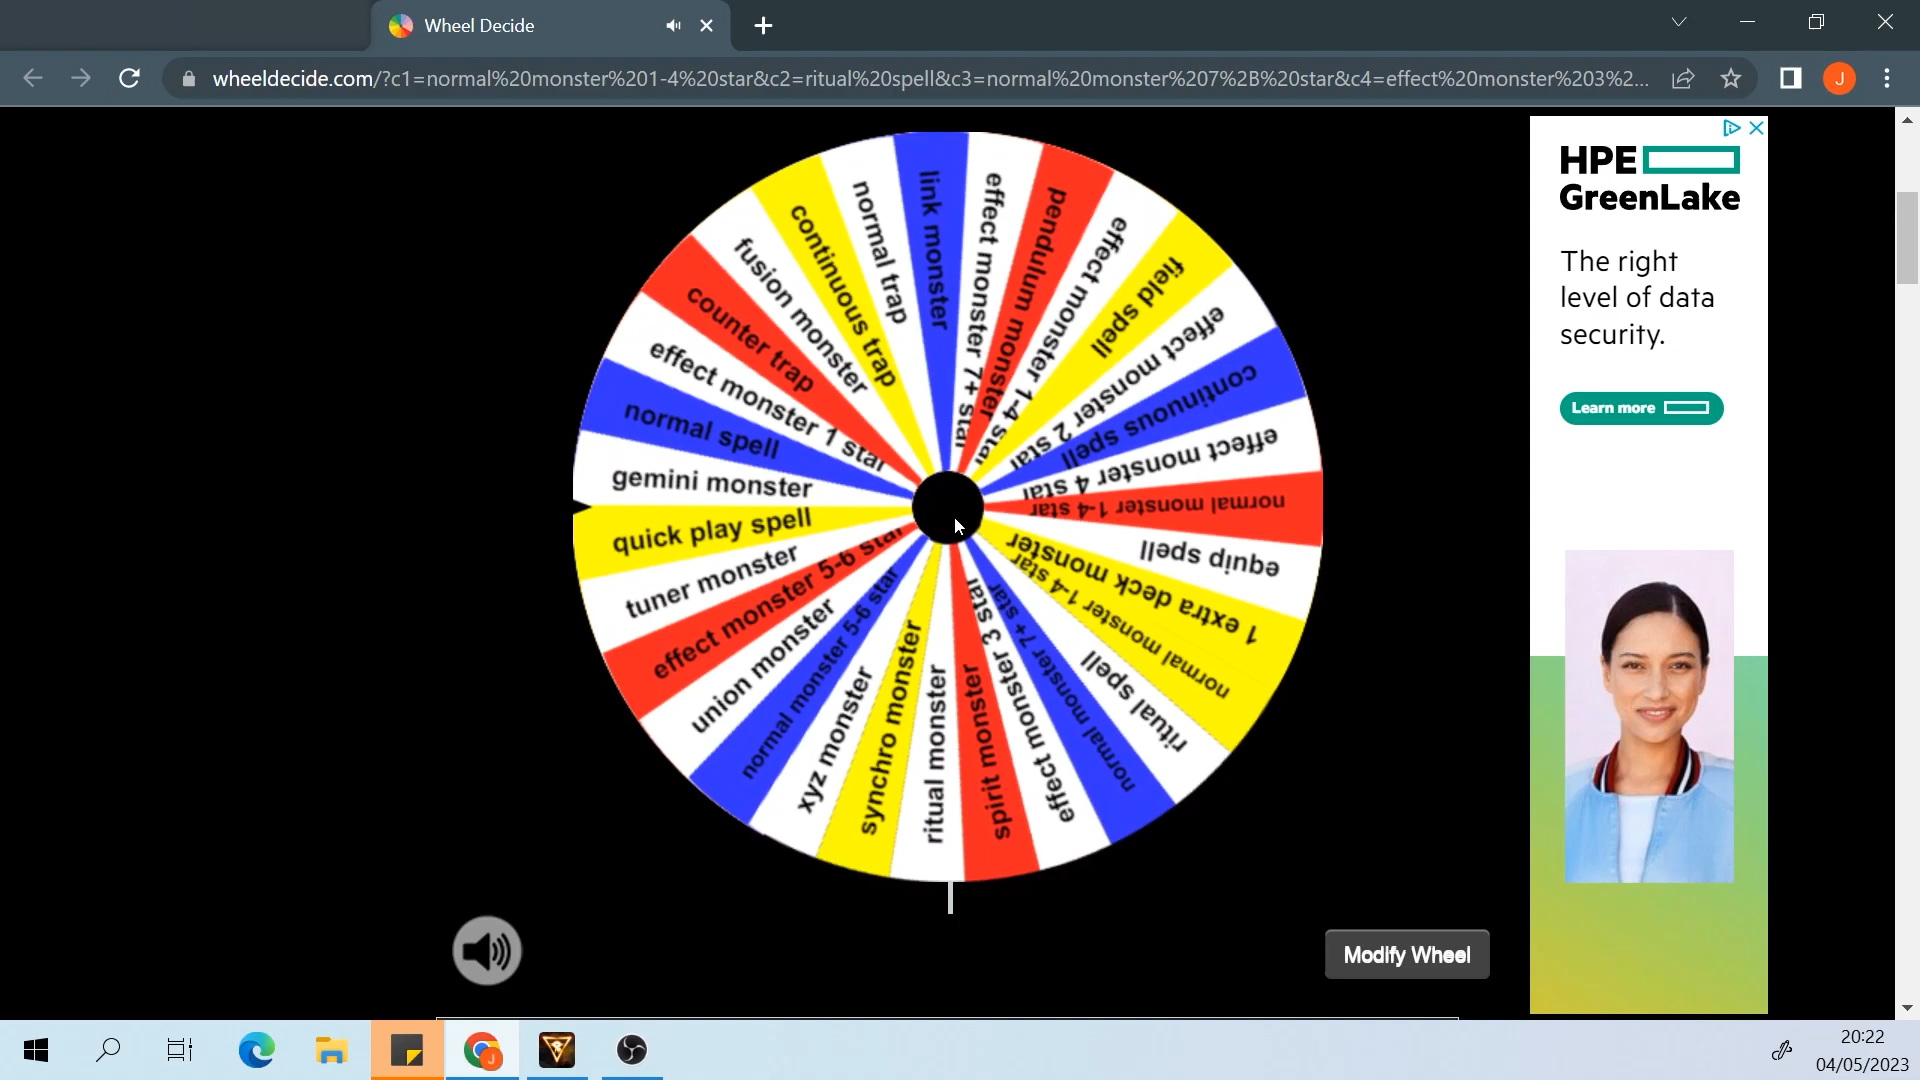 Wheel Decide
wheeldecide.com/?c1=normal%20monster%201-4%20star&c2=ritual%20spell&c3=normal%20monster%207%2B%20star&c4=effect%20monster%203%2...
J
link monster
effect monster 7+ star
pendulum monster
effect monster 1-4 star
field spell
effect monster 2 star
continuous spell
effect monster 4 star
normal monster 1-4 star
equip spell
1 extra deck monster
normal monster 1-4 star
ritual spell
normal monster 7+ star
effect monster 3 star
spirit monster
ritual monster
synchro monster
xyz monster
normal monster 5-6 star
union monster
effect monster 5-6 star
tuner monster
quick play spell
gemini monster
normal spell
effect monster 1 star
counter trap
fusion monster
continuous trap
normal trap
HPE
GreenLake
The right
level of data
security.
Learn more
Modify Wheel
J
20:22
04/05/2023